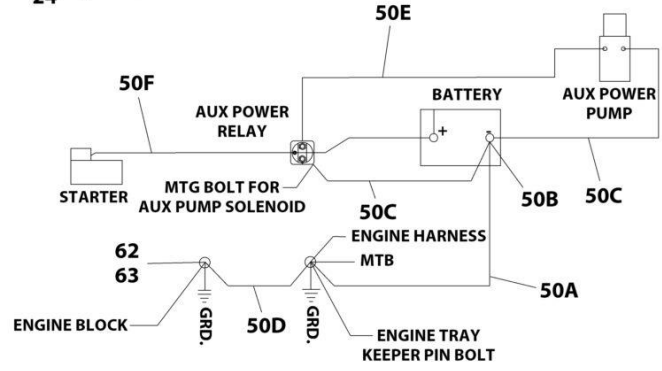 50E
50F
BATTERY
AUX POWER
PUMP
AUX POWER
RELAY
+
-
STARTER
MTG BOLT FOR
AUX PUMP SOLENOID
50C
50B
50C
ENGINE HARNESS
62
63
MTB
50A
GRD.
GRD.
ENGINE BLOCK
50D
ENGINE TRAY
KEEPER PIN BOLT